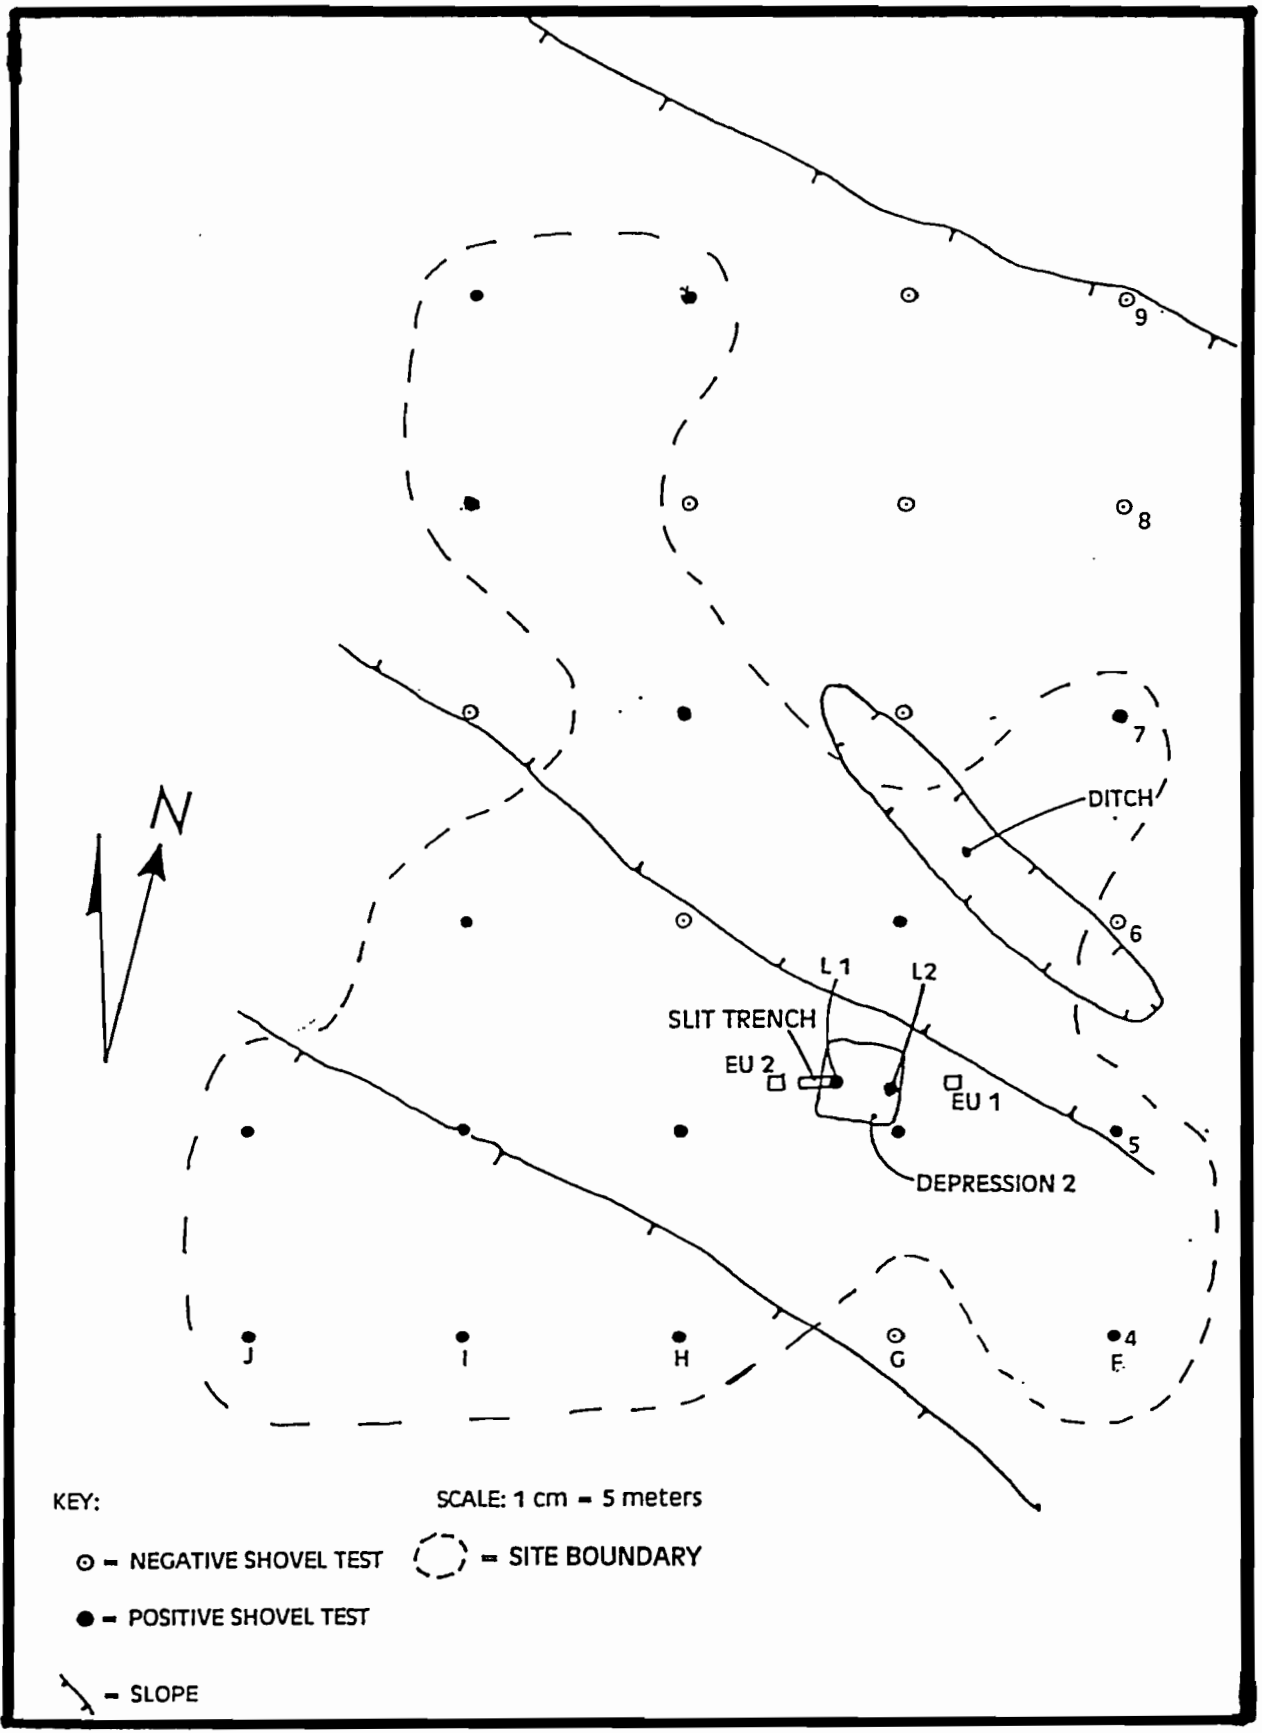 9
8
7
DITCH
N
6
L 1
L2
SLIT TRENCH
EU 2
EU 1
5
DEPRESSION 2
4
J
I
H
G
F
KEY:
SCALE: 1 cm = 5 meters
= NEGATIVE SHOVEL TEST
= SITE BOUNDARY
= POSITIVE SHOVEL TEST
= SLOPE